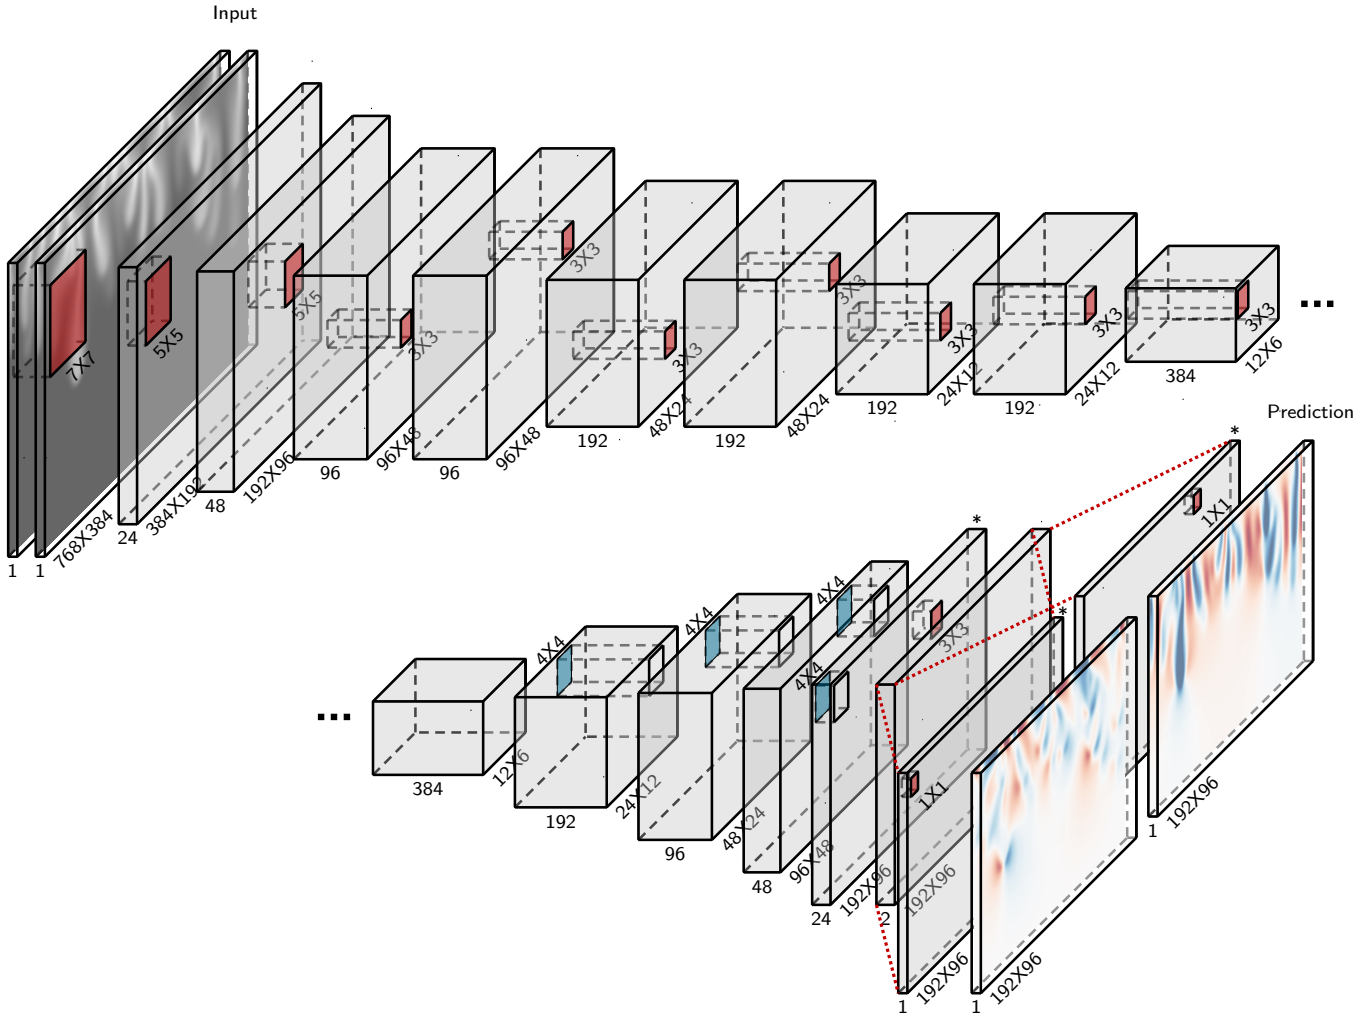 Input
7X7
5X5
5X5
3X3
3X3
3X3
3X3
3X3
3X3
3X3
...
1
1
768X384
24
384X192
48
192X96
96
96X48
96
96X48
192
48X24
192
48X24
192
24X12
192
24X12
384
12X6
Prediction
*
*
*
...
4X4
4X4
4X4
4X4
3X3
1X1
1X1
384
12X6
192
24X12
96
48X24
48
96X48
24
192X96
2
192X96
1
192X96
1
192X96
1
192X96